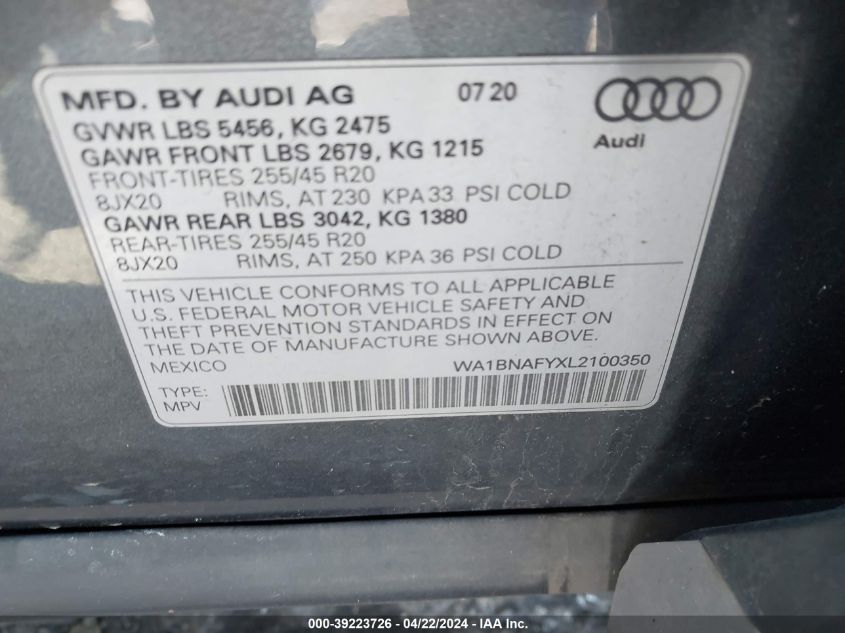 MFD. BY AUDI AG 07 20
Audi
GVWR LBS 5456, KG 2475
GAWR FRONT LBS 2679, KG 1215
FRONT-TIRES 255/45 R20
8JX20 RIMS, AT 230 KPA 33 PSI COLD
GAWR REAR LBS 3042, KG 1380
REAR-TIRES 255/45 R20
8JX20 RIMS, AT 250 KPA 36 PSI COLD
THIS VEHICLE CONFORMS TO ALL APPLICABLE
U.S. FEDERAL MOTOR VEHICLE SAFETY AND
THEFT PREVENTION STANDARDS IN EFFECT ON
THE DATE OF MANUFACTURE SHOWN ABOVE.
MEXICO WA1BNAFYXL2100350
TYPE:
MPV
000-39223726 - 04/22/2024 - IAAI.COM